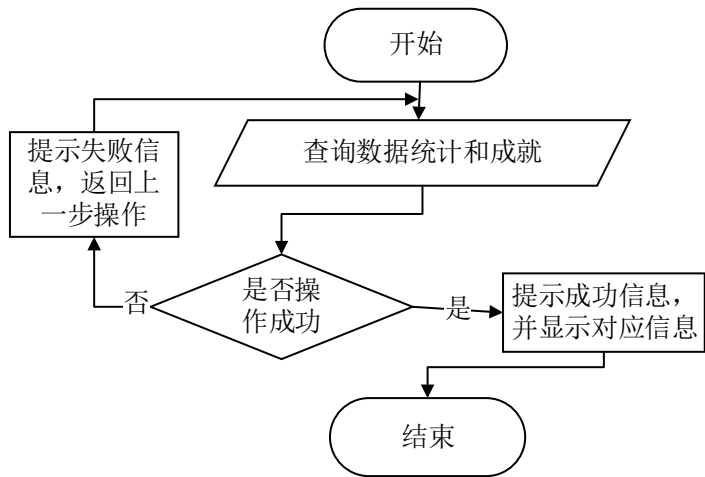 开始
查询数据统计和成就
提示失败信
息，返回上
一步操作
是否操
作成功
否
是
提示成功信息，
并显示对应信息
结束